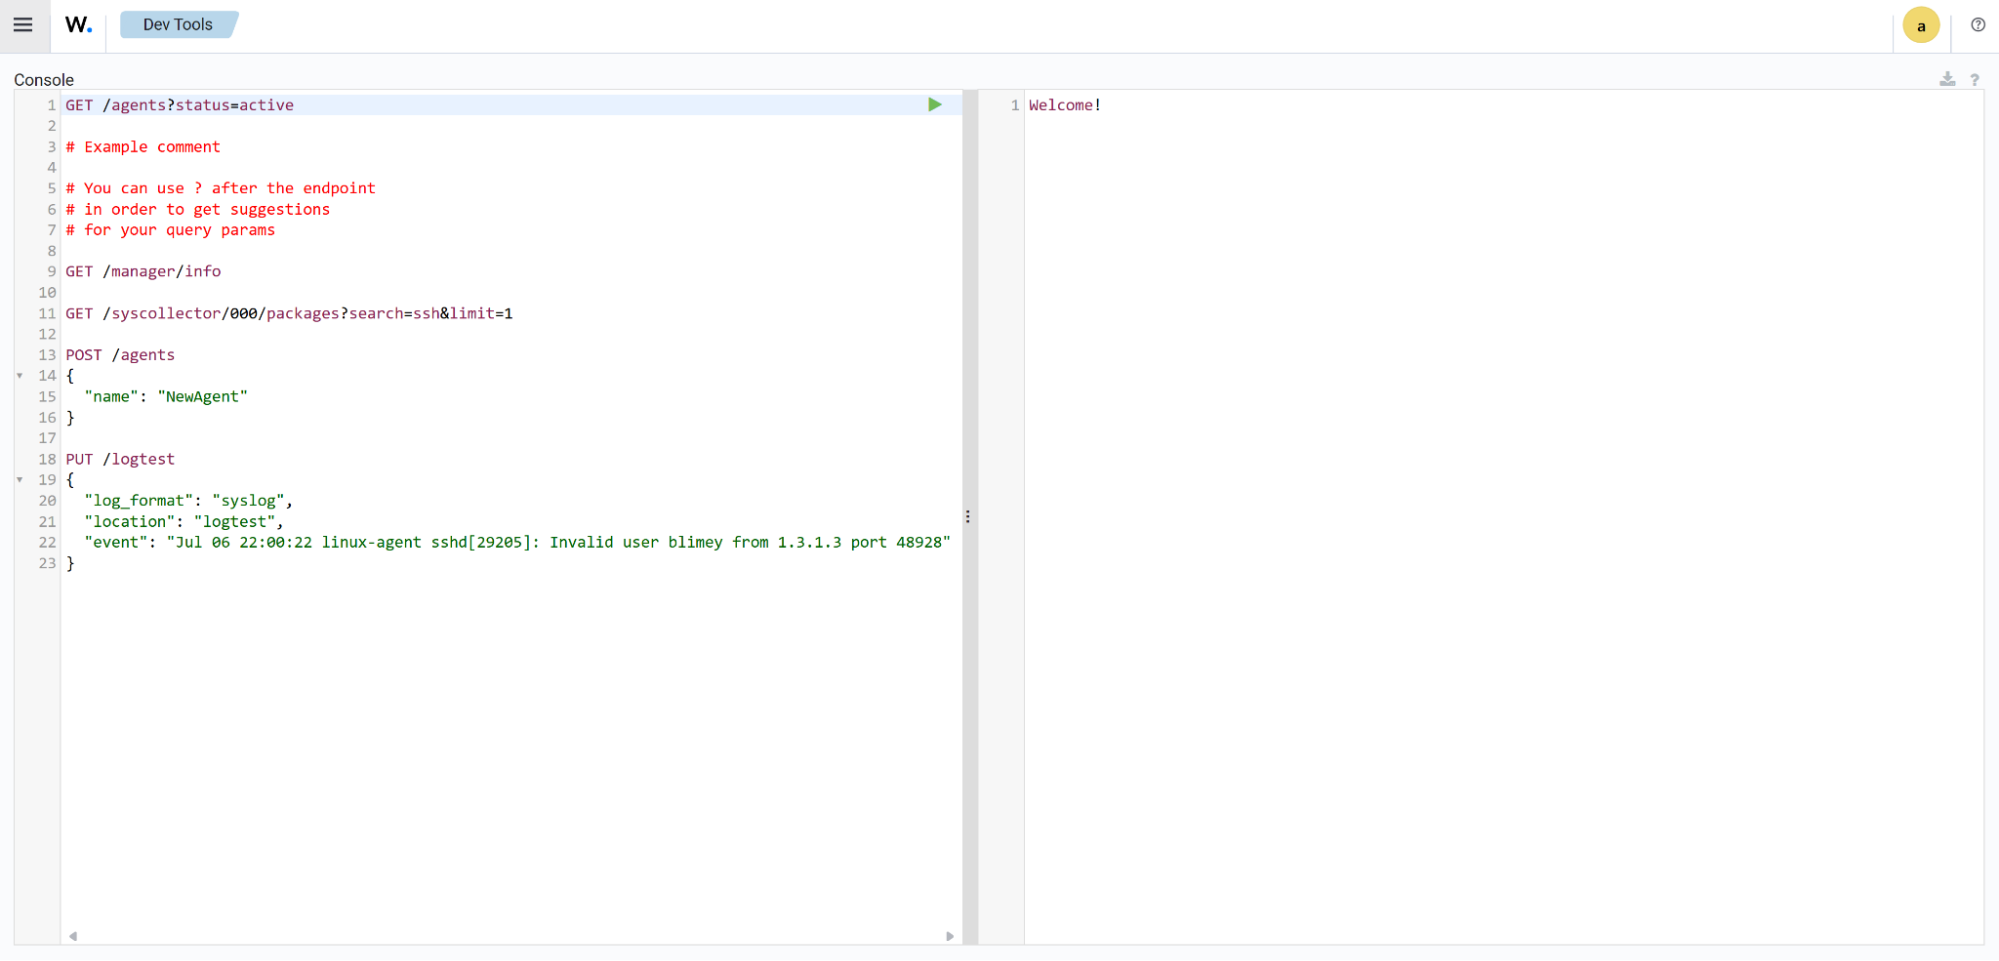 W.
Dev Tools
a
?
Console
?
1 GET /agents?status=active
2
3 # Example comment
4
5 # You can use ? after the endpoint
6 # in order to get suggestions
7 # for your query params
8
9 GET /manager/info
10
11 GET /syscollector/000/packages?search=ssh&limit=1
12
13 POST /agents
14 {
15   "name": "NewAgent"
16 }
17
18 PUT /logtest
19 {
20   "log_format": "syslog",
21   "location": "logtest",
22   "event": "Jul 06 22:00:22 linux-agent sshd[29205]: Invalid user blimey from 1.3.1.3 port 48928"
23 }
1 Welcome!